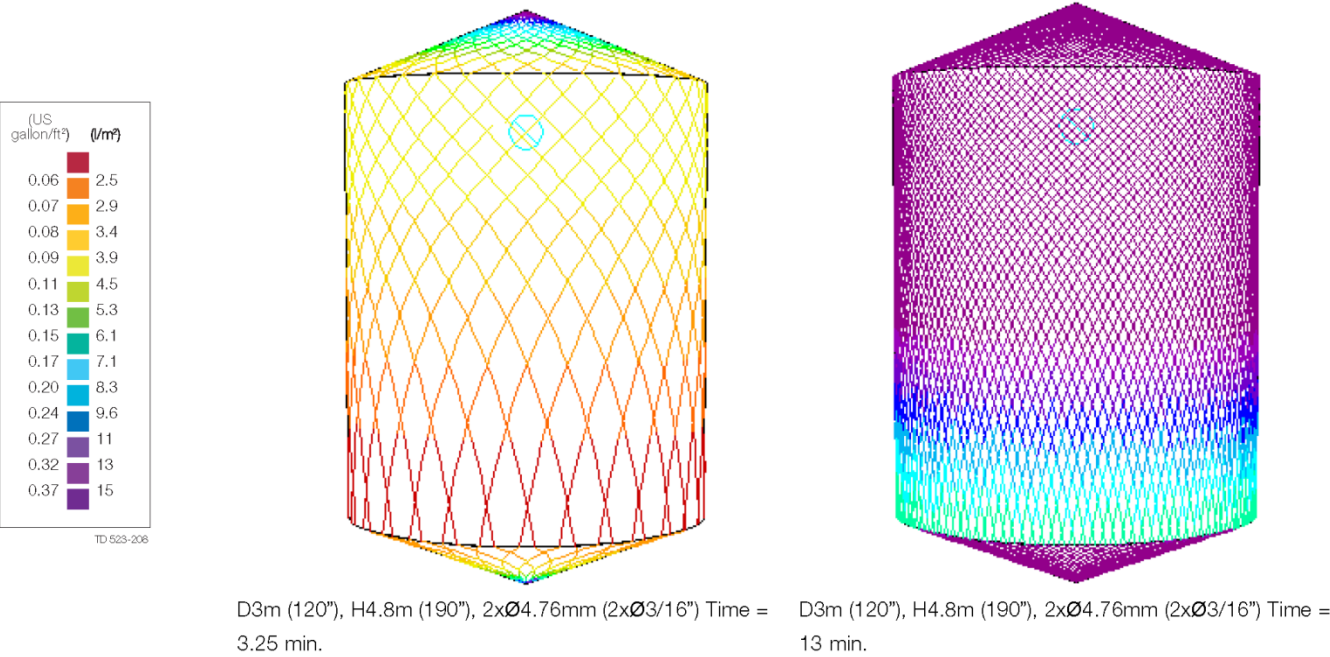 (US
gallon/ft²) (l/m²)
0.06 2.5
0.07 2.9
0.08 3.4
0.09 3.9
0.11 4.5
0.13 5.3
0.15 6.1
0.17 7.1
0.20 8.3
0.24 9.6
0.27 11
0.32 13
0.37 15
TD 523-208
D3m (120”), H4.8m (190”), 2xØ4.76mm (2xØ3/16”) Time =
3.25 min.
D3m (120”), H4.8m (190”), 2xØ4.76mm (2xØ3/16”) Time =
13 min.